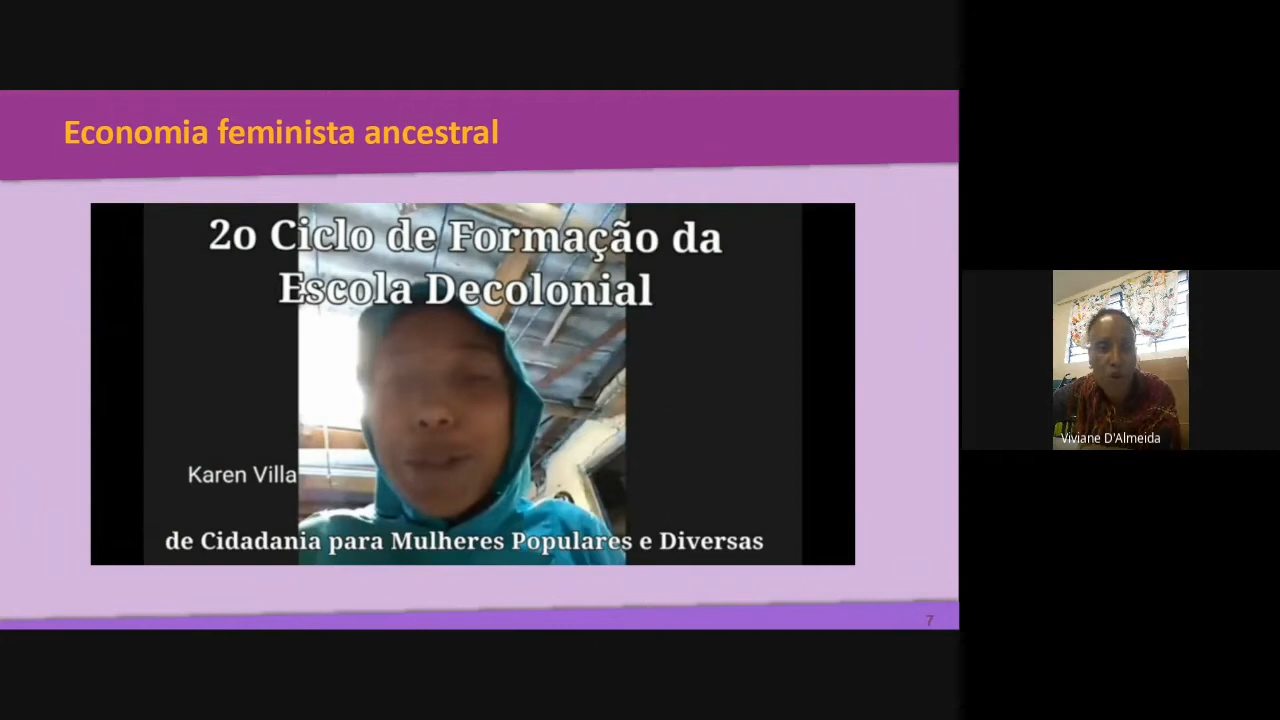 Economia feminista ancestral
2o Ciclo de Formação da
Escola Decolonial
Karen Villa
de Cidadania para Mulheres Populares e Diversas
7
Viviane D'Almeida